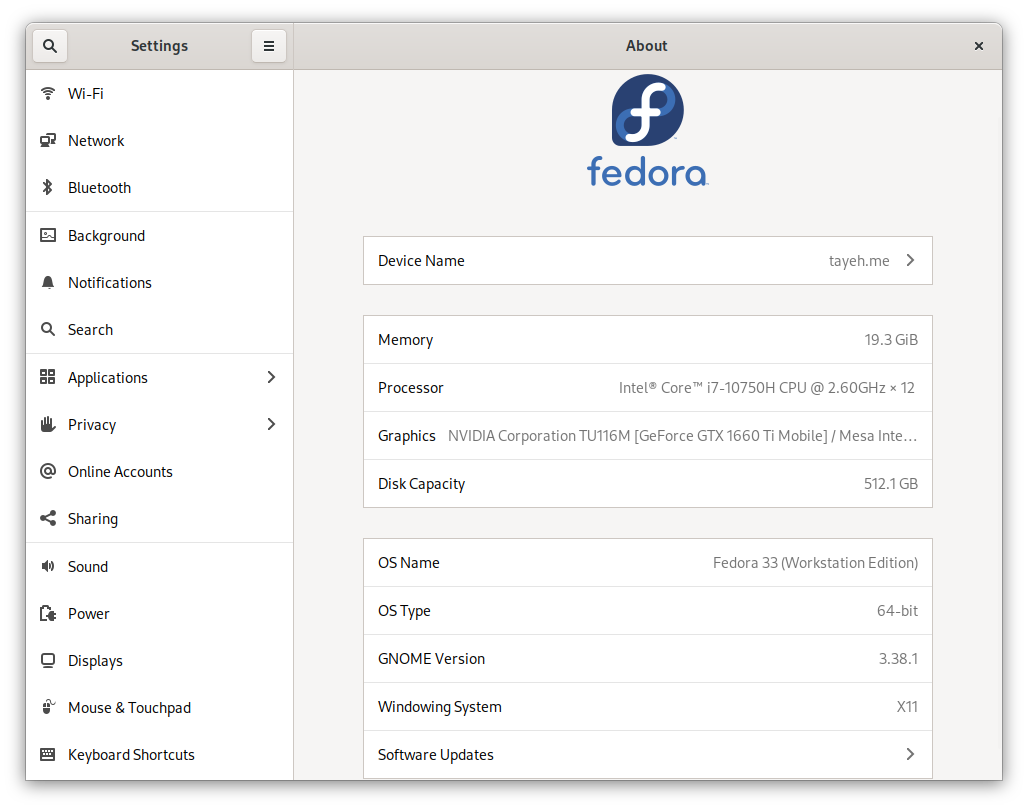 Settings
About
Wi-Fi
Network
Bluetooth
Background
Notifications
Search
Applications
Privacy
Online Accounts
Sharing
Sound
Power
Displays
Mouse & Touchpad
Keyboard Shortcuts
fedora
Device Name tayeh.me
Memory 19.3 GiB
Processor Intel® Core™ i7-10750H CPU @ 2.60GHz × 12
Graphics NVIDIA Corporation TU116M [GeForce GTX 1660 Ti Mobile] / Mesa Inte…
Disk Capacity 512.1 GB
OS Name Fedora 33 (Workstation Edition)
OS Type 64-bit
GNOME Version 3.38.1
Windowing System X11
Software Updates